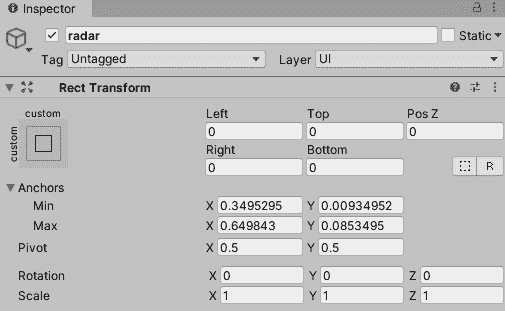 Inspector
radar
Static
Tag Untagged Layer UI
Rect Transform
custom
custom
Left Top Pos Z
0 0 0
Right Bottom
0 0 R
Anchors
Min X 0.3495295 Y 0.00934952
Max X 0.649843 Y 0.0853495
Pivot X 0.5 Y 0.5
Rotation X 0 Y 0 Z 0
Scale X 1 Y 1 Z 1